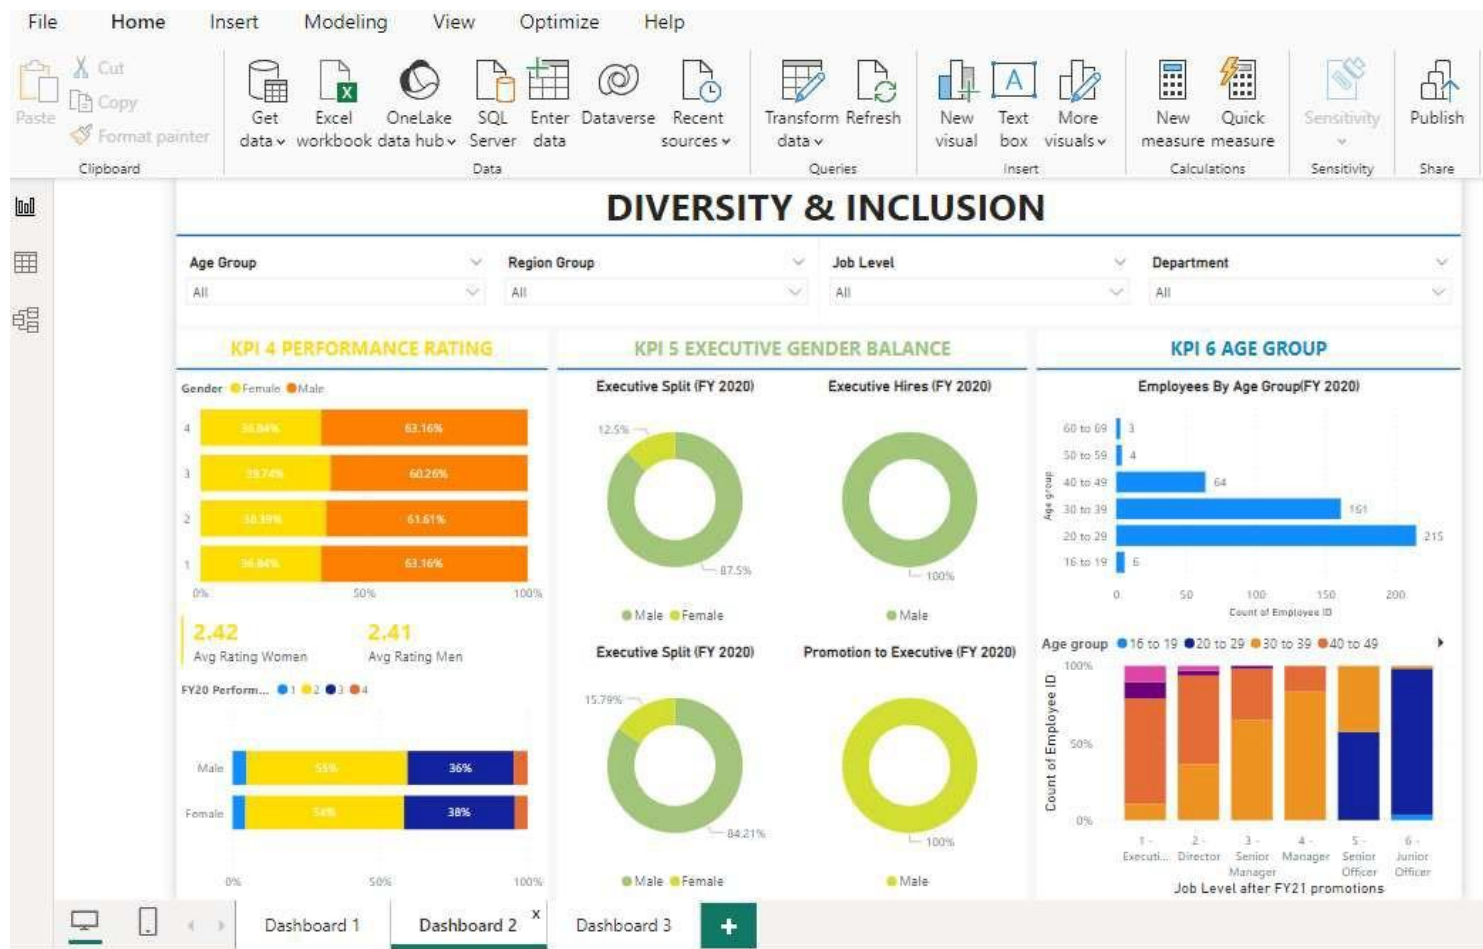 File Home Insert Modeling View Optimize Help
Paste
Cut
Copy
Format painter
Clipboard
Get data
Excel workbook
OneLake data hub
SQL Server
Enter data
Dataverse
Recent sources
Data
Transform data
Refresh
Queries
New visual
Text box
More visuals
Insert
New measure
Quick measure
Calculations
Sensitivity
Sensitivity
Publish
Share
DIVERSITY & INCLUSION
Age Group
All
Region Group
All
Job Level
All
Department
All
KPI 4 PERFORMANCE RATING
Gender Female Male
4 36.84% 63.16%
3 39.74% 60.26%
2 61.61%
1 36.84% 63.16%
0% 50% 100%
2.42
Avg Rating Women
2.41
Avg Rating Men
FY20 Perform... 1 2 3 4
Male 55% 36%
Female 54% 38%
0% 50% 100%
KPI 5 EXECUTIVE GENDER BALANCE
Executive Split (FY 2020)
12.5%
87.5%
Male Female
Executive Hires (FY 2020)
100%
Male
Executive Split (FY 2020)
15.79%
84.21%
Male Female
Promotion to Executive (FY 2020)
100%
Male
KPI 6 AGE GROUP
Employees By Age Group(FY 2020)
Age group
60 to 69 3
50 to 59 4
40 to 49 64
30 to 39 161
20 to 29 215
16 to 19 6
0 50 100 150 200
Count of Employee ID
Age group 16 to 19 20 to 29 30 to 39 40 to 49
Count of Employee ID
100%
50%
0%
1 - Executi...
2 - Director
3 - Senior Manager
4 - Manager
5 - Senior Officer
6 - Junior Officer
Job Level after FY21 promotions
Dashboard 1
Dashboard 2 x
Dashboard 3
+